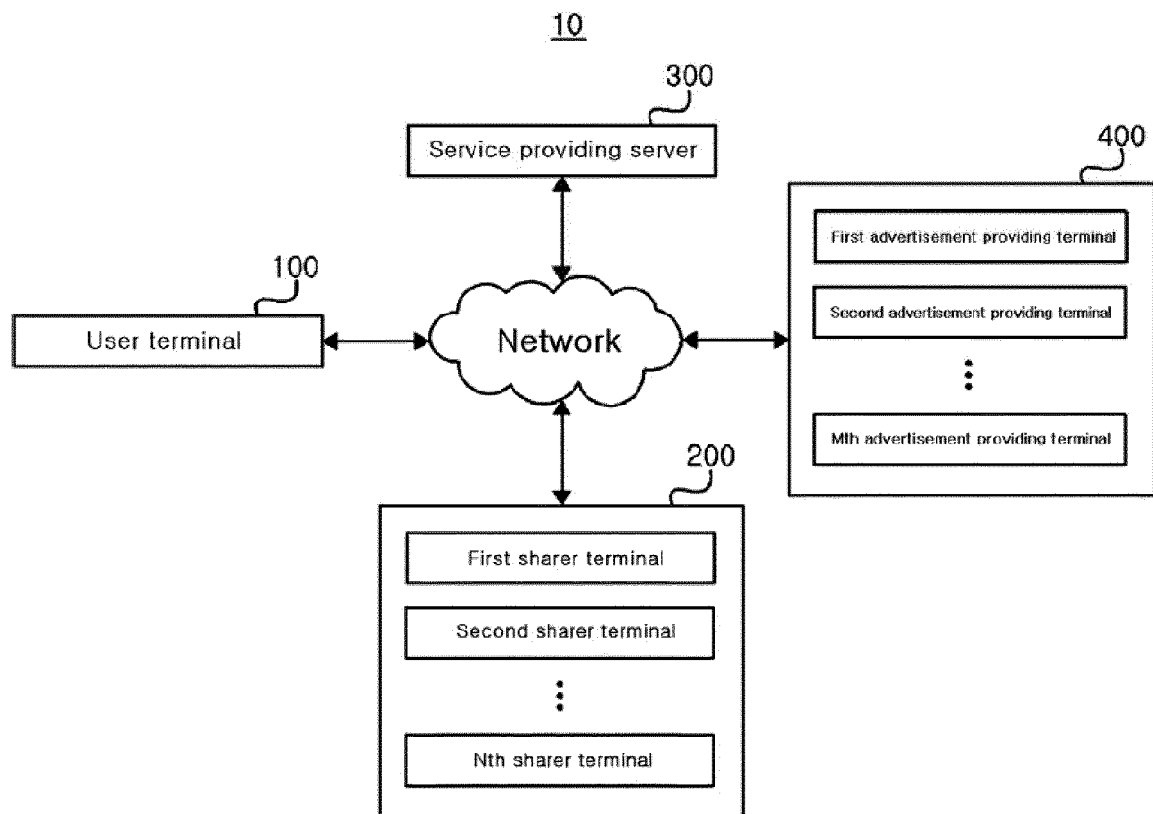 10
300
Service providing server
400
First advertisement providing terminal
100
User terminal
Second advertisement providing terminal
Network
Mth advertisement providing terminal
200
First sharer terminal
Second sharer terminal
Nth sharer terminal